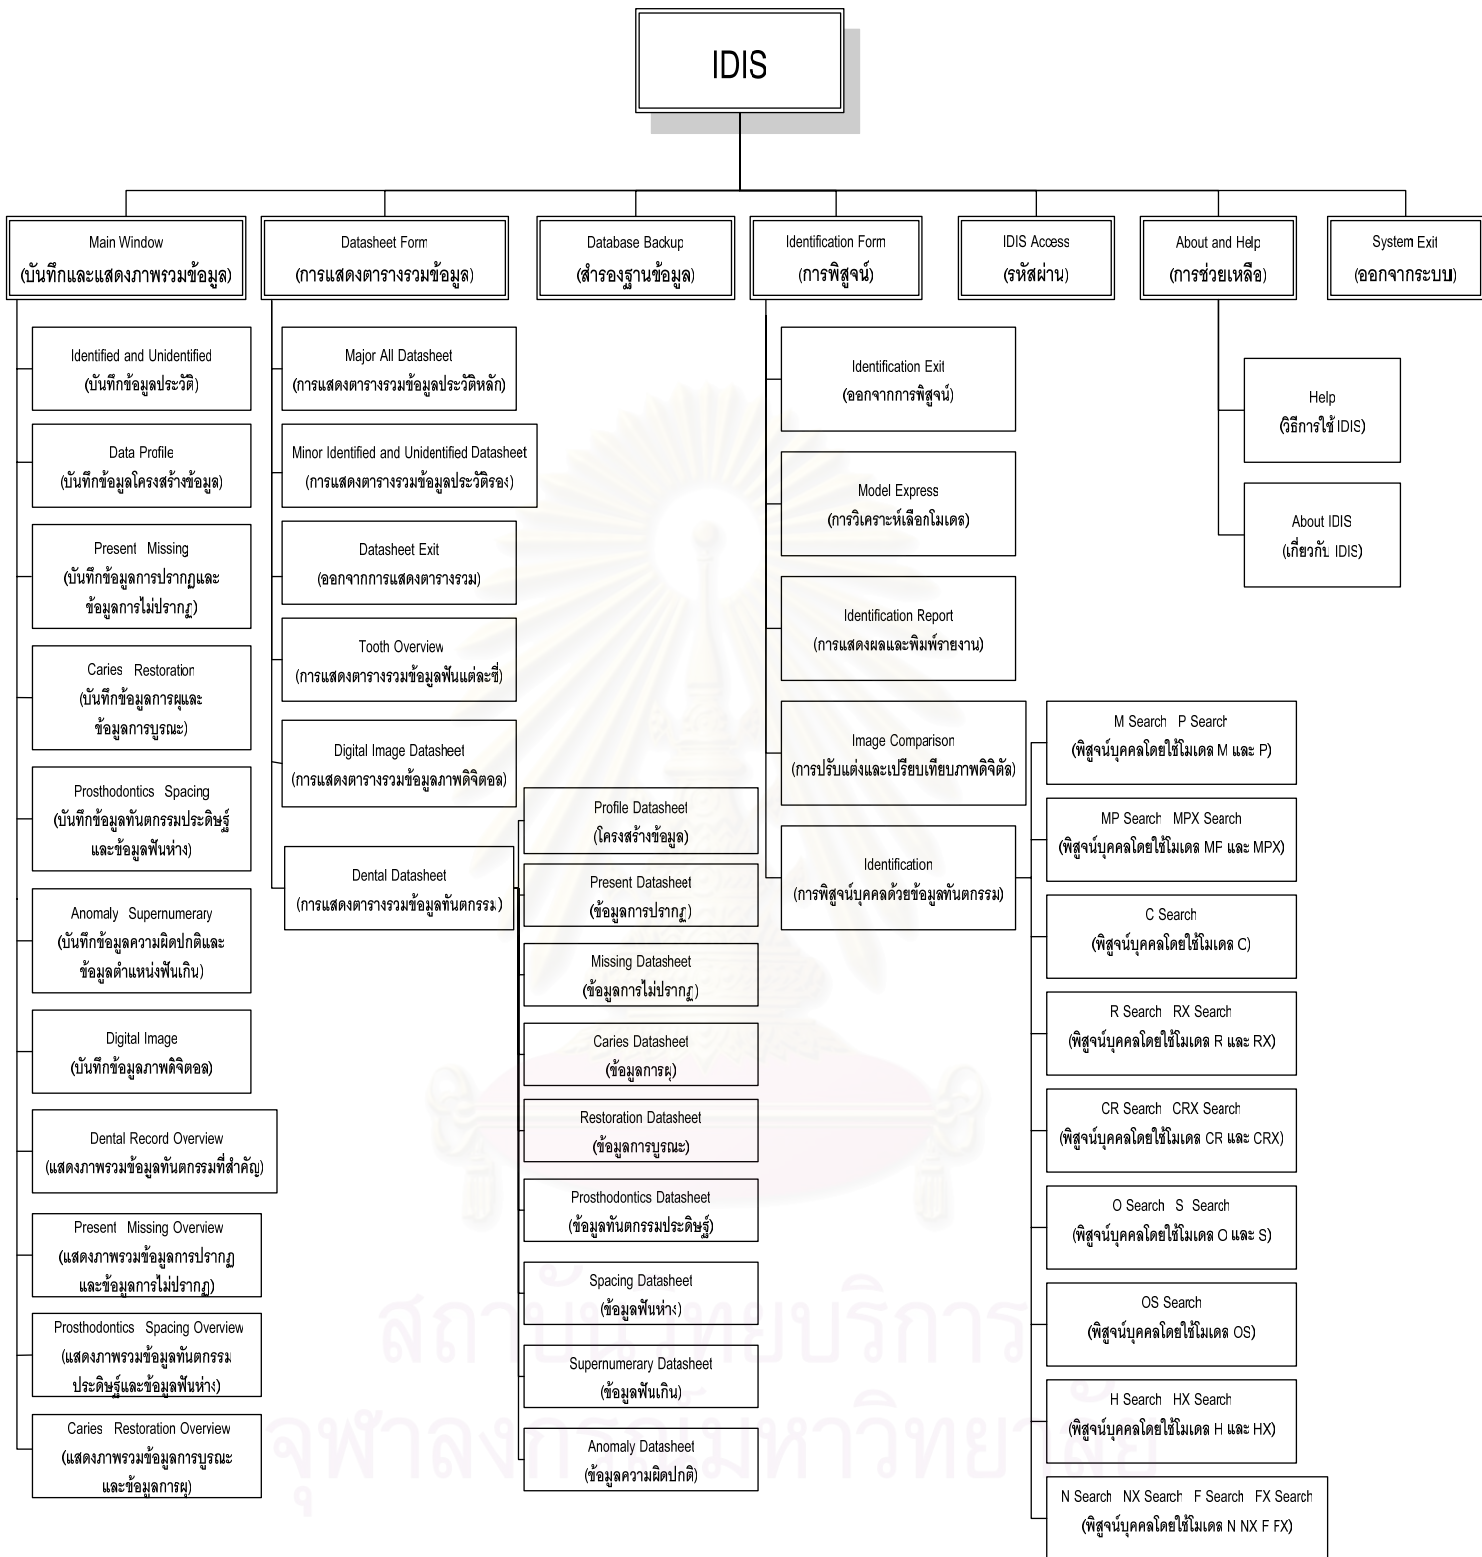 IDIS
Main Window
(บันทึกและแสดงภาพรวมข้อมูล)
Datasheet Form
(การแสดงตารางรวมข้อมูล)
Database Backup
(สำรองฐานข้อมูล)
Identification Form
(การพิสูจน์)
IDIS Access
(รหัสผ่าน)
About and Help
(การช่วยเหลือ)
System Exit
(ออกจากระบบ)
Identified and Unidentified
(บันทึกข้อมูลประวัติ)
Data Profile
(บันทึกข้อมูลโครงสร้างข้อมูล)
Present Missing
(บันทึกข้อมูลการปรากฏและ
ข้อมูลการไม่ปรากฏ)
Caries Restoration
(บันทึกข้อมูลการผุและ
ข้อมูลการบูรณะ)
Prosthodontics Spacing
(บันทึกข้อมูลทันตกรรมประดิษฐ์
และข้อมูลฟันห่าง)
Anomaly Supernumerary
(บันทึกข้อมูลความผิดปกติและ
ข้อมูลตำแหน่งฟันเกิน)
Digital Image
(บันทึกข้อมูลภาพดิจิตอล)
Dental Record Overview
(แสดงภาพรวมข้อมูลทันตกรรมที่สำคัญ)
Present Missing Overview
(แสดงภาพรวมข้อมูลการปรากฏ
และข้อมูลการไม่ปรากฏ)
Prosthodontics Spacing Overview
(แสดงภาพรวมข้อมูลทันตกรรม
ประดิษฐ์และข้อมูลฟันห่าง)
Caries Restoration Overview
(แสดงภาพรวมข้อมูลการบูรณะ
และข้อมูลการผุ)
Major All Datasheet
(การแสดงตารางรวมข้อมูลประวัติหลัก)
Minor Identified and Unidentified Datasheet
(การแสดงตารางรวมข้อมูลประวัติรอง)
Datasheet Exit
(ออกจากการแสดงตารางรวม)
Tooth Overview
(การแสดงตารางรวมข้อมูลฟันแต่ละซี่)
Digital Image Datasheet
(การแสดงตารางรวมข้อมูลภาพดิจิตอล)
Dental Datasheet
(การแสดงตารางรวมข้อมูลทันตกรรม)
Profile Datasheet
(โครงสร้างข้อมูล)
Present Datasheet
(ข้อมูลการปรากฏ)
Missing Datasheet
(ข้อมูลการไม่ปรากฏ)
Caries Datasheet
(ข้อมูลการผุ)
Restoration Datasheet
(ข้อมูลการบูรณะ)
Prosthodontics Datasheet
(ข้อมูลทันตกรรมประดิษฐ์)
Spacing Datasheet
(ข้อมูลฟันห่าง)
Supernumerary Datasheet
(ข้อมูลฟันเกิน)
Anomaly Datasheet
(ข้อมูลความผิดปกติ)
Identification Exit
(ออกจากการพิสูจน์)
Model Express
(การวิเคราะห์เลือกโมเดล)
Identification Report
(การแสดงผลและพิมพ์รายงาน)
Image Comparison
(การปรับแต่งและเปรียบเทียบภาพดิจิตัล)
Identification
(การพิสูจน์บุคคลด้วยข้อมูลทันตกรรม)
M Search P Search
(พิสูจน์บุคคลโดยใช้โมเดล M และ P)
MP Search MPX Search
(พิสูจน์บุคคลโดยใช้โมเดล MP และ MPX)
C Search
(พิสูจน์บุคคลโดยใช้โมเดล C)
R Search RX Search
(พิสูจน์บุคคลโดยใช้โมเดล R และ RX)
CR Search CRX Search
(พิสูจน์บุคคลโดยใช้โมเดล CR และ CRX)
O Search S Search
(พิสูจน์บุคคลโดยใช้โมเดล O และ S)
OS Search
(พิสูจน์บุคคลโดยใช้โมเดล OS)
H Search HX Search
(พิสูจน์บุคคลโดยใช้โมเดล H และ HX)
N Search NX Search F Search FX Search
(พิสูจน์บุคคลโดยใช้โมเดล N NX F FX)
Help
(วิธีการใช้ IDIS)
About IDIS
(เกี่ยวกับ IDIS)
สถาบันวิทยบริการ
จุฬาลงกรณ์มหาวิทยาลัย